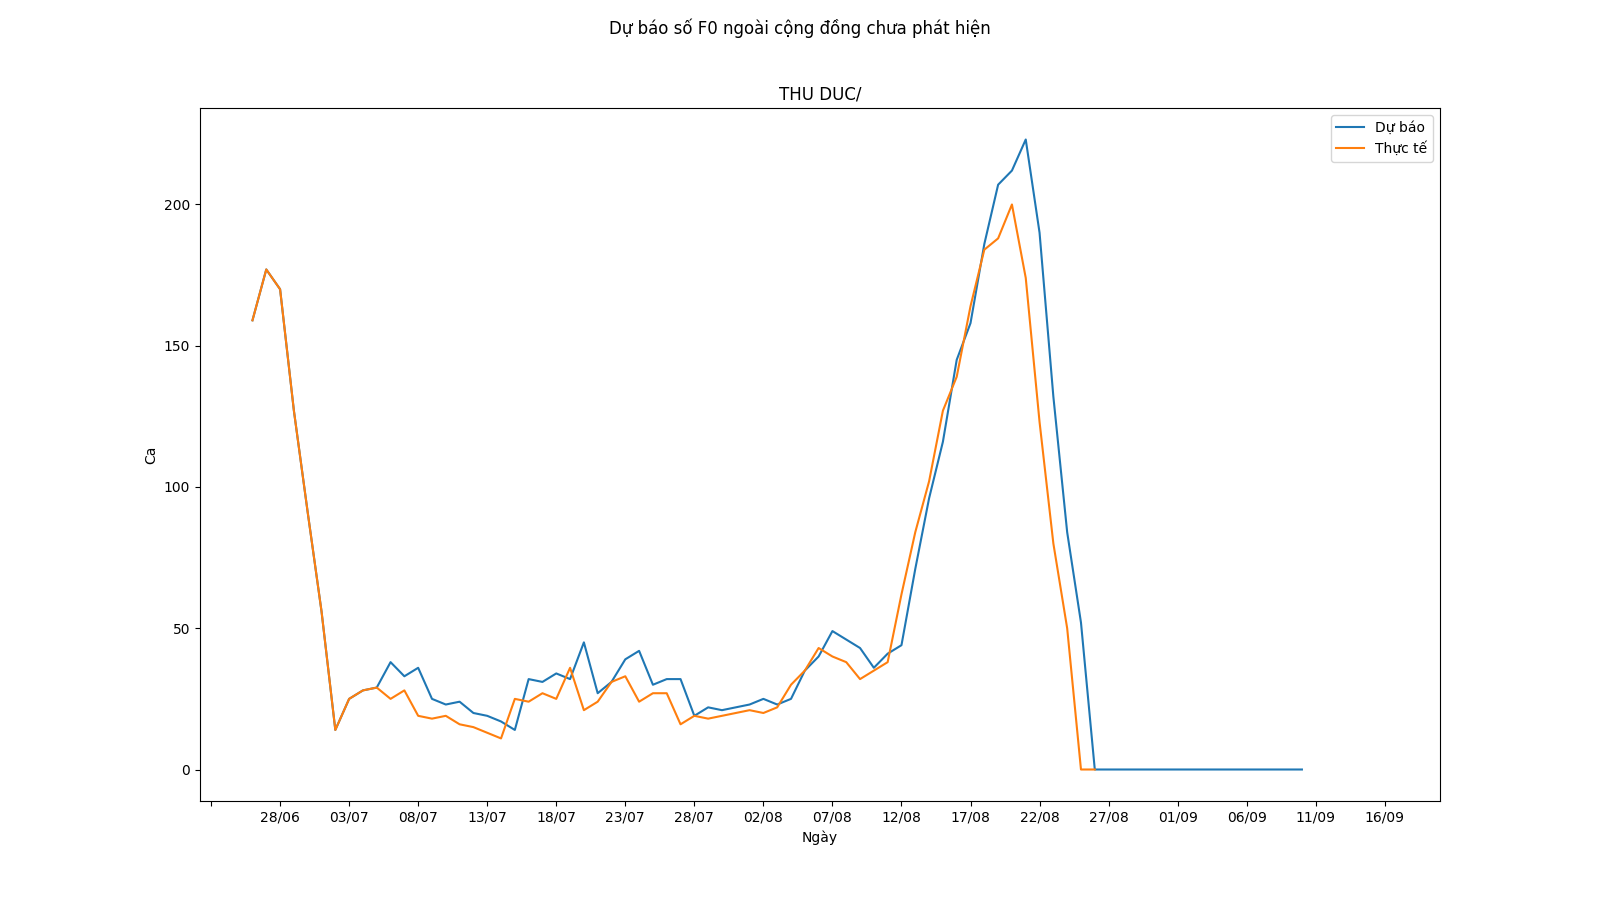 Dự báo số F0 ngoài cộng đồng chưa phát hiện
THU DUC/
Dự báo
Thực tế
200
150
100
50
0
Ca
28/06 03/07 08/07 13/07 18/07 23/07 28/07 02/08 07/08 12/08 17/08 22/08 27/08 01/09 06/09 11/09 16/09
Ngày